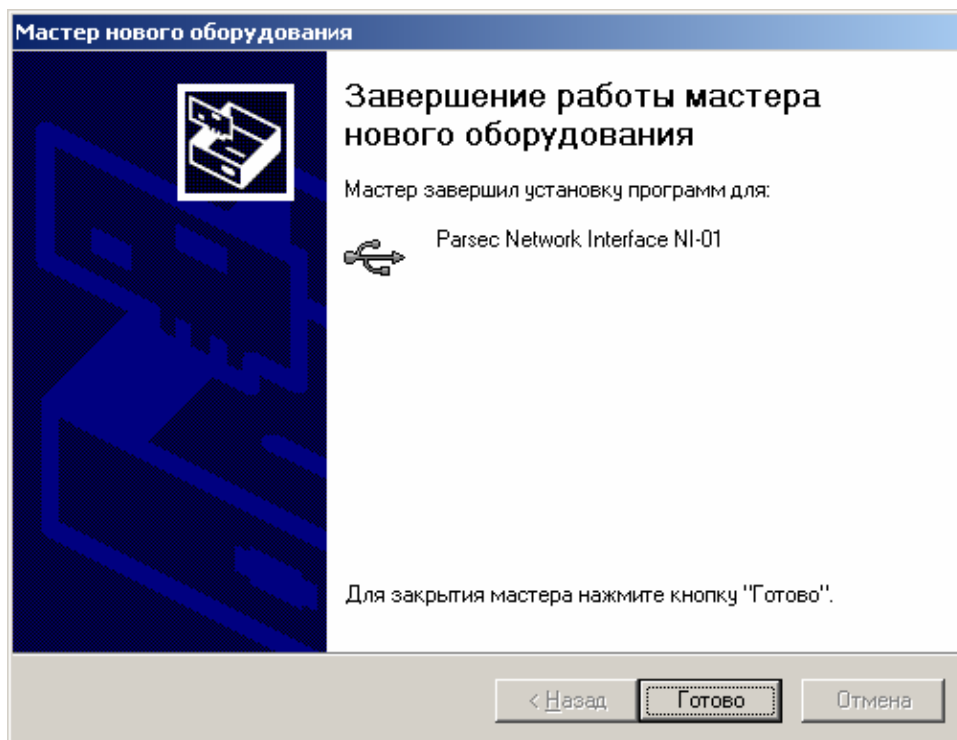 Мастер нового оборудования
Завершение работы мастера
нового оборудования
Мастер завершил установку программ для:
Parsec Network Interface NI-01
Для закрытия мастера нажмите кнопку "Готово".
< Назад
Готово
Отмена